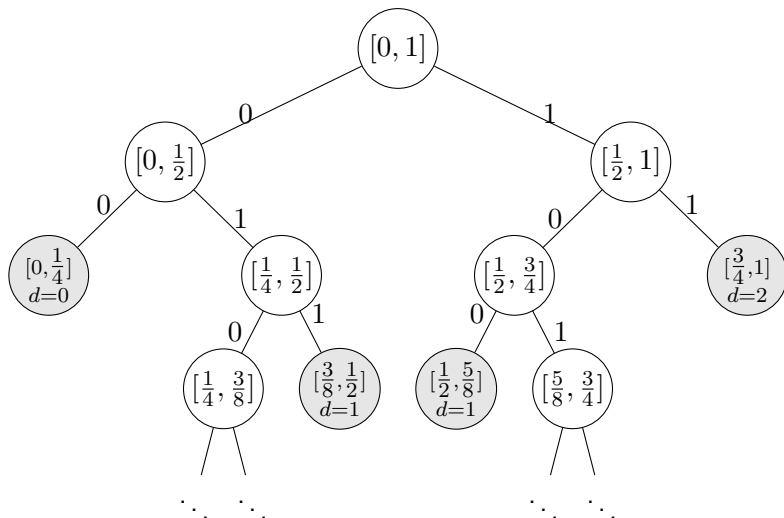 [0, 1]
0 1
[0, 1/2] [1/2, 1]
0 1 0 1
[0, 1/4] [1/4, 1/2] [1/2, 3/4] [3/4, 1]
d=0 d=2
0 1 0 1
[1/4, 3/8] [3/8, 1/2] [1/2, 5/8] [5/8, 3/4]
d=1 d=1
⋱ ⋱ ⋱ ⋱